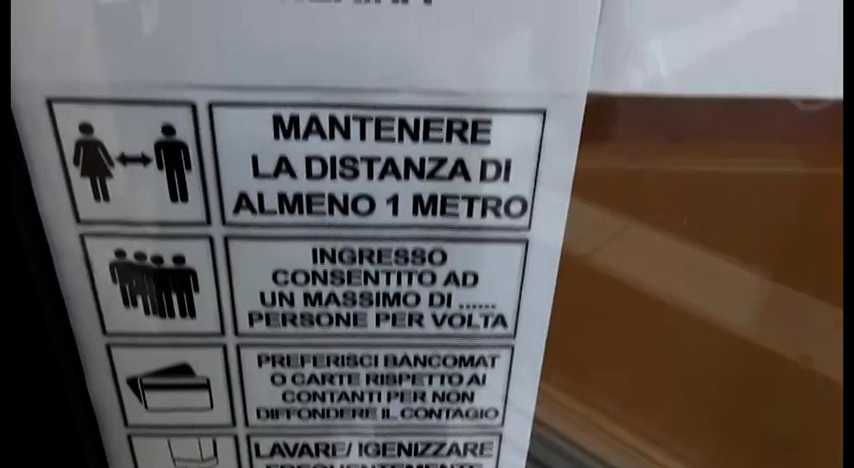 MANTENERE
LA DISTANZA DI
ALMENO 1 METRO
INGRESSO
CONSENTITO AD
UN MASSIMO DI ......
PERSONE PER VOLTA
PREFERISCI BANCOMAT
O CARTE RISPETTO AI
CONTANTI PER NON
DIFFONDERE IL CONTAGIO
LAVARE/ IGENIZZARE
FREQUENTEMENTE